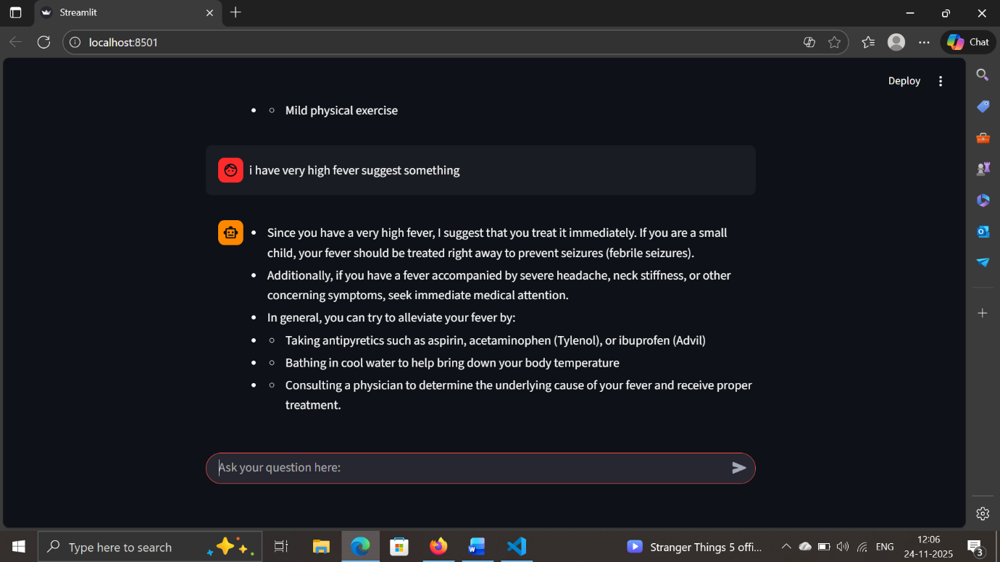 Streamlit
localhost:8501
Chat
Deploy
Mild physical exercise
i have very high fever suggest something
Since you have a very high fever, I suggest that you treat it immediately. If you are a small
child, your fever should be treated right away to prevent seizures (febrile seizures).
Additionally, if you have a fever accompanied by severe headache, neck stiffness, or other
concerning symptoms, seek immediate medical attention.
In general, you can try to alleviate your fever by:
Taking antipyretics such as aspirin, acetaminophen (Tylenol), or ibuprofen (Advil)
Bathing in cool water to help bring down your body temperature
Consulting a physician to determine the underlying cause of your fever and receive proper
treatment.
Ask your question here:
Type here to search
Stranger Things 5 offi...
ENG
12:06
24-11-2025
3